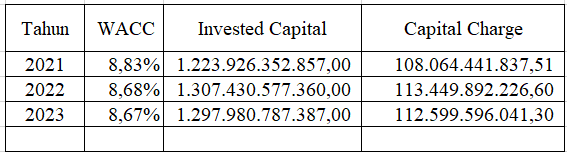 Tahun WACC Invested Capital Capital Charge
2021 8,83% 1.223.926.352.857,00 108.064.441.837,51
2022 8,68% 1.307.430.577.360,00 113.449.892.226,60
2023 8,67% 1.297.980.787.387,00 112.599.596.041,30